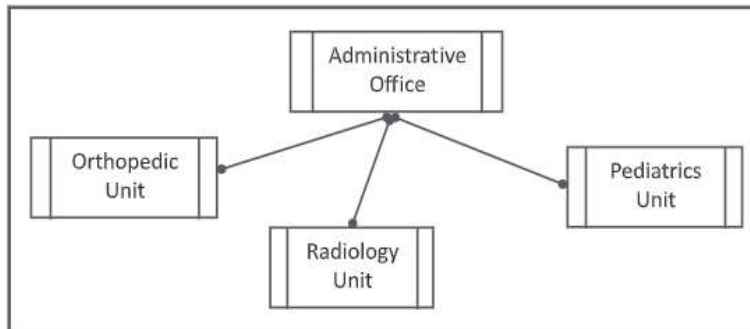 Administrative
Office
Orthopedic
Unit
Pediatrics
Unit
Radiology
Unit